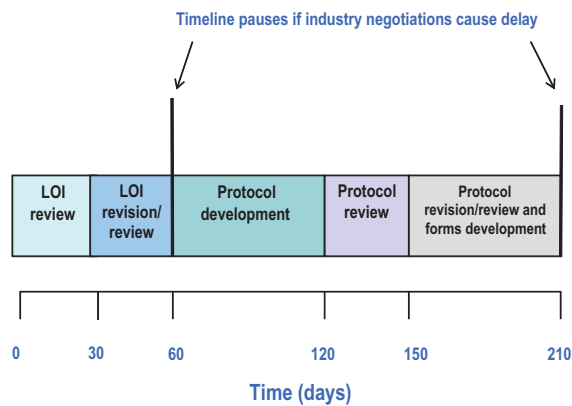 Timeline pauses if industry negotiations cause delay
LOI
review
LOI
revision/
review
Protocol
development
Protocol
review
Protocol
revision/review and
forms development
0
30
60
120
150
210
Time (days)